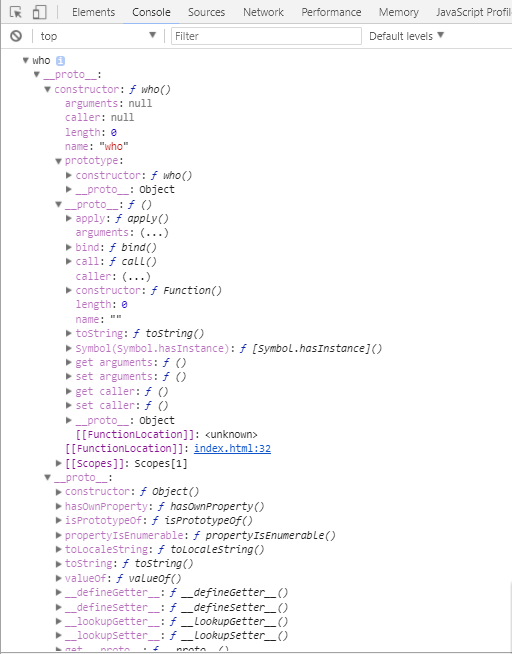 Elements Console Sources Network Performance Memory JavaScript Profil
top Filter Default levels
who i
__proto__:
constructor: ƒ who()
arguments: null
caller: null
length: 0
name: "who"
prototype:
constructor: ƒ who()
__proto__: Object
__proto__: ƒ ()
apply: ƒ apply()
arguments: (...)
bind: ƒ bind()
call: ƒ call()
caller: (...)
constructor: ƒ Function()
length: 0
name: ""
toString: ƒ toString()
Symbol(Symbol.hasInstance): ƒ [Symbol.hasInstance]()
get arguments: ƒ ()
set arguments: ƒ ()
get caller: ƒ ()
set caller: ƒ ()
__proto__: Object
[[FunctionLocation]]: <unknown>
[[FunctionLocation]]: index.html:32
[[Scopes]]: Scopes[1]
__proto__:
constructor: ƒ Object()
hasOwnProperty: ƒ hasOwnProperty()
isPrototypeOf: ƒ isPrototypeOf()
propertyIsEnumerable: ƒ propertyIsEnumerable()
toLocaleString: ƒ toLocaleString()
toString: ƒ toString()
valueOf: ƒ valueOf()
__defineGetter__: ƒ __defineGetter__()
__defineSetter__: ƒ __defineSetter__()
__lookupGetter__: ƒ __lookupGetter__()
__lookupSetter__: ƒ __lookupSetter__()
get __proto__: ƒ __proto__()